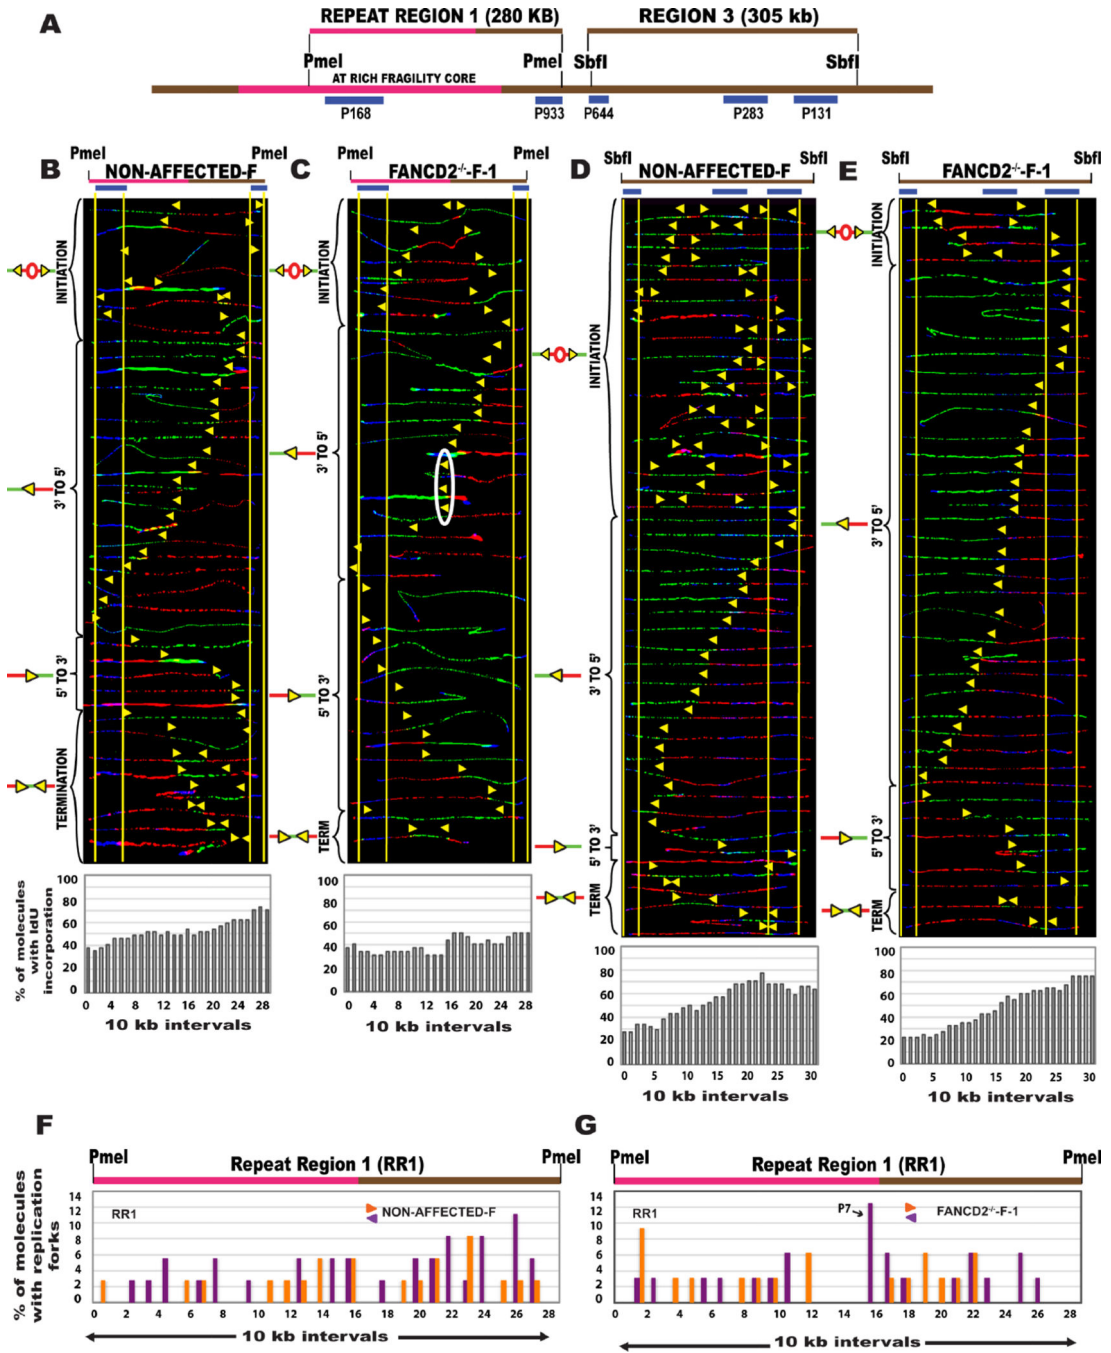 A
REPEAT REGION 1 (280 KB)
REGION 3 (305 kb)
PmeI
PmeI
SbfI
SbfI
AT RICH FRAGILITY CORE
P168
P933
P644
P283
P131
B
PmeI
PmeI
NON-AFFECTED-F
INITIATION
3' TO 5'
5' TO 3'
TERMINATION
% of molecules
with IdU
incorporation
100
80
60
40
20
0
0 4 8 12 16 20 24 28
10 kb intervals
C
PmeI
PmeI
FANCD2-/-F-1
INITIATION
3' TO 5'
5' TO 3'
TERM
100
80
60
40
20
0
0 4 8 12 16 20 24 28
10 kb intervals
D
SbfI
SbfI
NON-AFFECTED-F
INITIATION
3' TO 5'
5' TO 3'
TERM
100
80
60
40
20
0
0 5 10 15 20 25 30
10 kb intervals
E
SbfI
SbfI
FANCD2-/-F-1
INITIATION
3' TO 5'
5' TO 3'
TERM
100
80
60
40
20
0
0 5 10 15 20 25 30
10 kb intervals
F
PmeI
PmeI
Repeat Region 1 (RR1)
% of molecules
with replication
forks
14
12
10
8
6
4
2
0
RR1
NON-AFFECTED-F
0 2 4 6 8 10 12 14 16 18 20 22 24 26 28
10 kb intervals
G
PmeI
PmeI
Repeat Region 1 (RR1)
14
12
10
8
6
4
2
0
RR1
P7
FANCD2-/-F-1
0 2 4 6 8 10 12 14 16 18 20 22 24 26 28
10 kb intervals